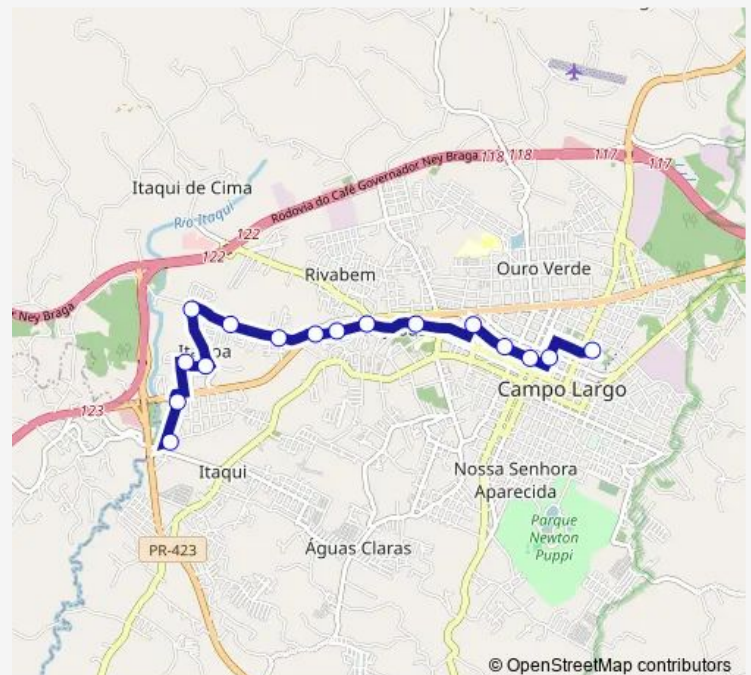 Itaqui de Cima
Rio Itaqui
Rodovia do Café Governador Ney Braga
118 118
117
117
122
122
Rivabem
Ouro Verde
Ney Braga
Campo Largo
123
Itaqui
Nossa Senhora
Aparecida
Parque
Newton
Puppi
PR-423
Águas Claras
© OpenStreetMap contributors